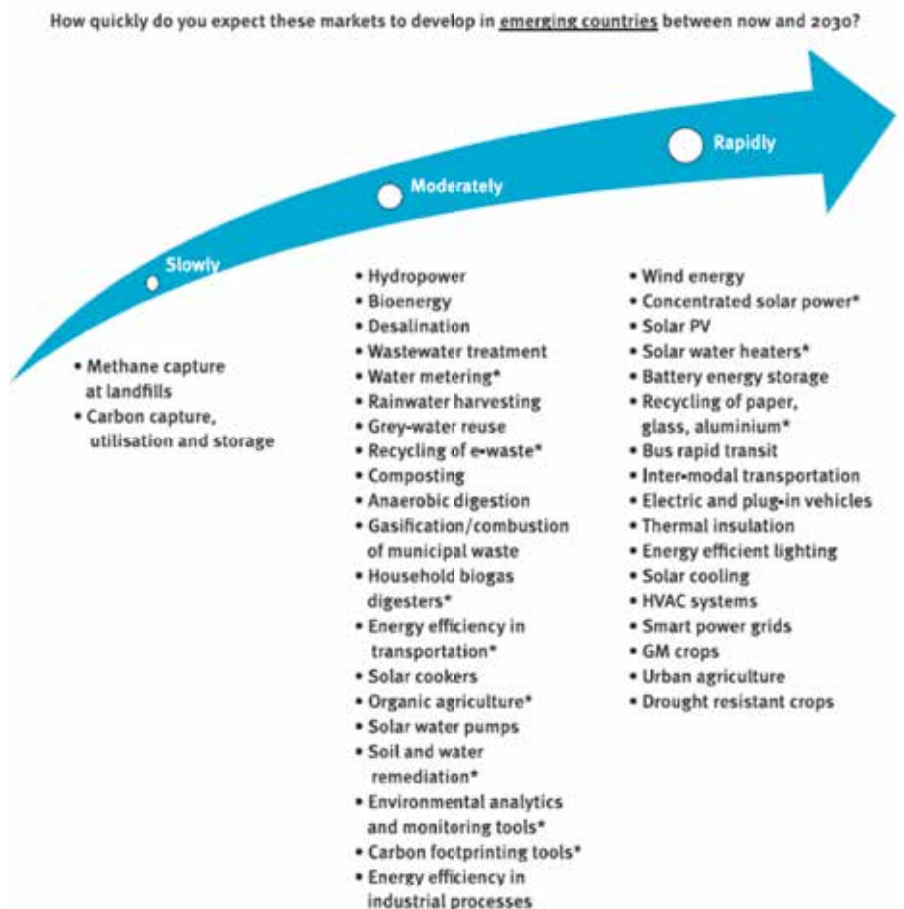 How quickly do you expect these markets to develop in emerging countries between now and 2030?
Rapidly
Moderately
Slowly
• Methane capture
at landfills
• Carbon capture,
utilisation and storage
• Hydropower
• Bioenergy
• Desalination
• Wastewater treatment
• Water metering*
• Rainwater harvesting
• Grey-water reuse
• Recycling of e-waste*
• Composting
• Anaerobic digestion
• Gasification/combustion
of municipal waste
• Household biogas
digesters*
• Energy efficiency in
transportation*
• Solar cookers
• Organic agriculture*
• Solar water pumps
• Soil and water
remediation*
• Environmental analytics
and monitoring tools*
• Carbon footprinting tools*
• Energy efficiency in
industrial processes
• Wind energy
• Concentrated solar power*
• Solar PV
• Solar water heaters*
• Battery energy storage
• Recycling of paper,
glass, aluminium*
• Bus rapid transit
• Inter-modal transportation
• Electric and plug-in vehicles
• Thermal insulation
• Energy efficient lighting
• Solar cooling
• HVAC systems
• Smart power grids
• GM crops
• Urban agriculture
• Drought resistant crops